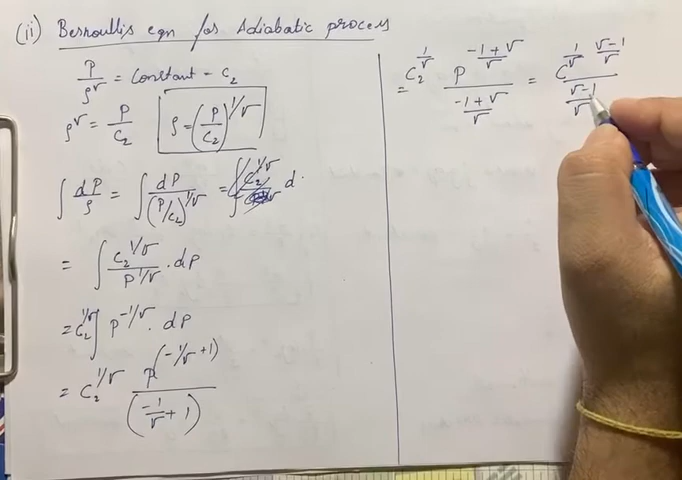 (ii) Bernoullis eqn for Adiabatic process
P/ρ^γ = Constant = C₂
ρ^γ = P/C₂ ρ = (P/C₂)^1/γ
∫ dP/ρ = ∫ dP/(P/C₂)^1/γ = ∫ d
= ∫ C₂^1/γ / P^1/γ . dP
= C₂^1/γ ∫ P^-1/γ . dP
= C₂^1/γ P^(-1/γ + 1) / (-1/γ + 1)
= C₂^1/γ P^(-1+γ)/γ / (-1+γ)/γ = C^1/γ ^(γ-1)/γ / (γ-1)/γ